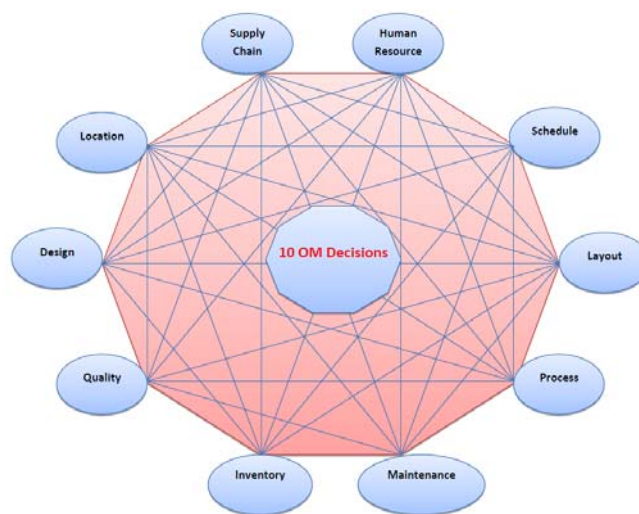 Supply
Chain
Human
Resource
Location
Schedule
Design
10 OM Decisions
Layout
Quality
Process
Inventory
Maintenance